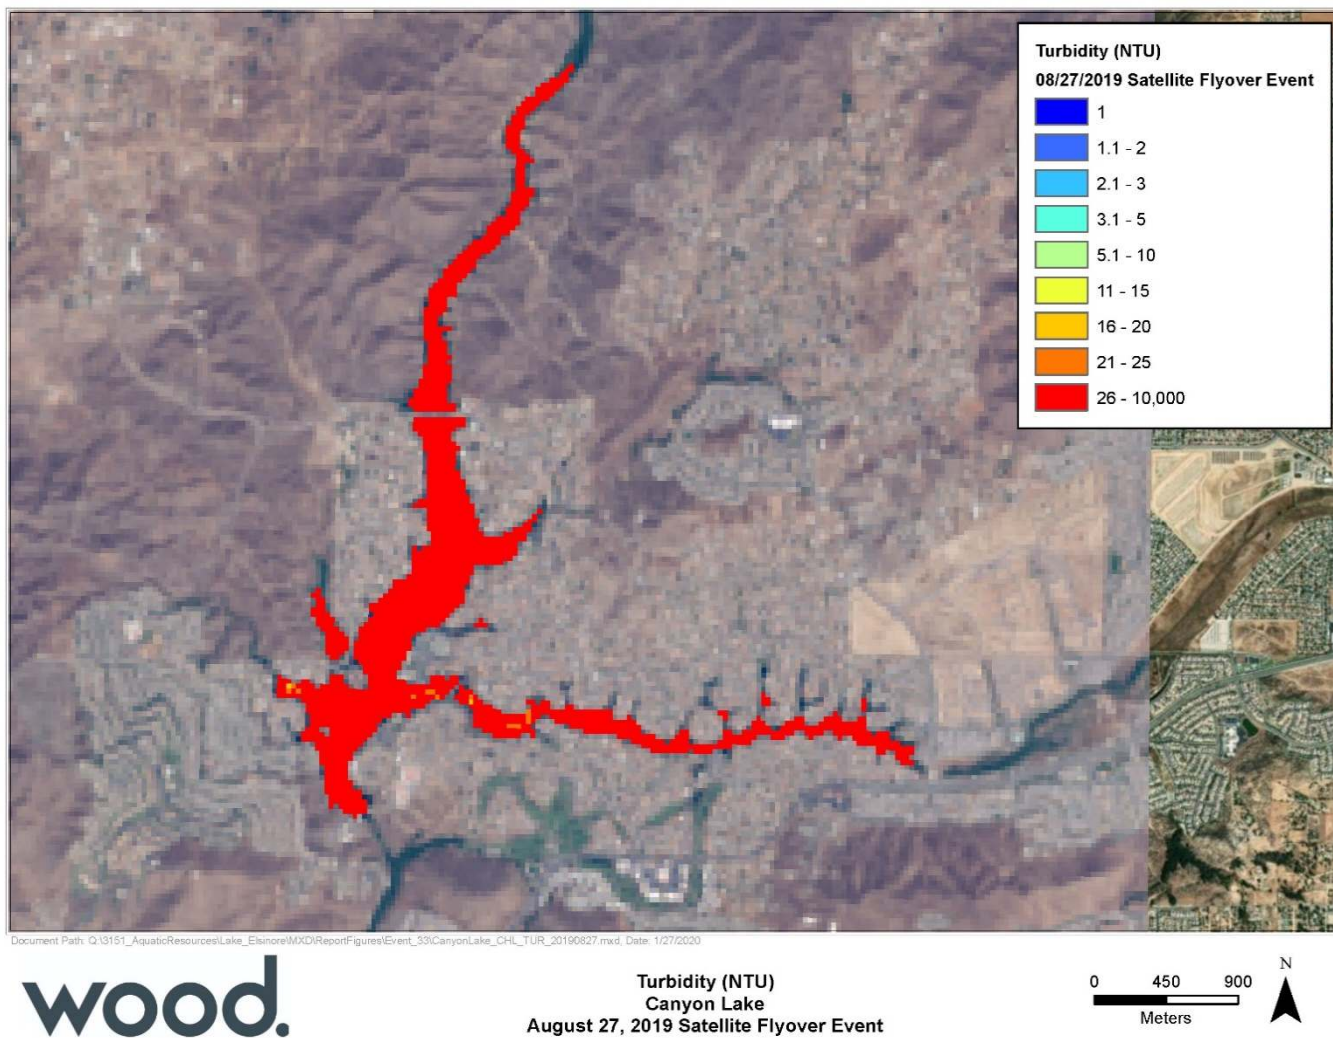 Turbidity (NTU)
08/27/2019 Satellite Flyover Event
1
1.1 - 2
2.1 - 3
3.1 - 5
5.1 - 10
11 - 15
16 - 20
21 - 25
26 - 10,000
Document Path: Q:\3151_AquaticResources\Lake_Elsinore\MXD\ReportFigures\Event_33\CanyonLake_CHL_TUR_20190827.mxd, Date: 1/27/2020
wood.
Turbidity (NTU)
Canyon Lake
August 27, 2019 Satellite Flyover Event
0 450 900
Meters
N